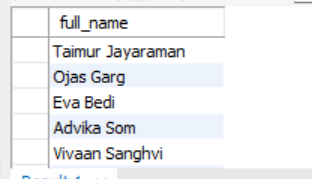 full_name
Taimur Jayaraman
Ojas Garg
Eva Bedi
Advika Som
Vivaan Sanghvi